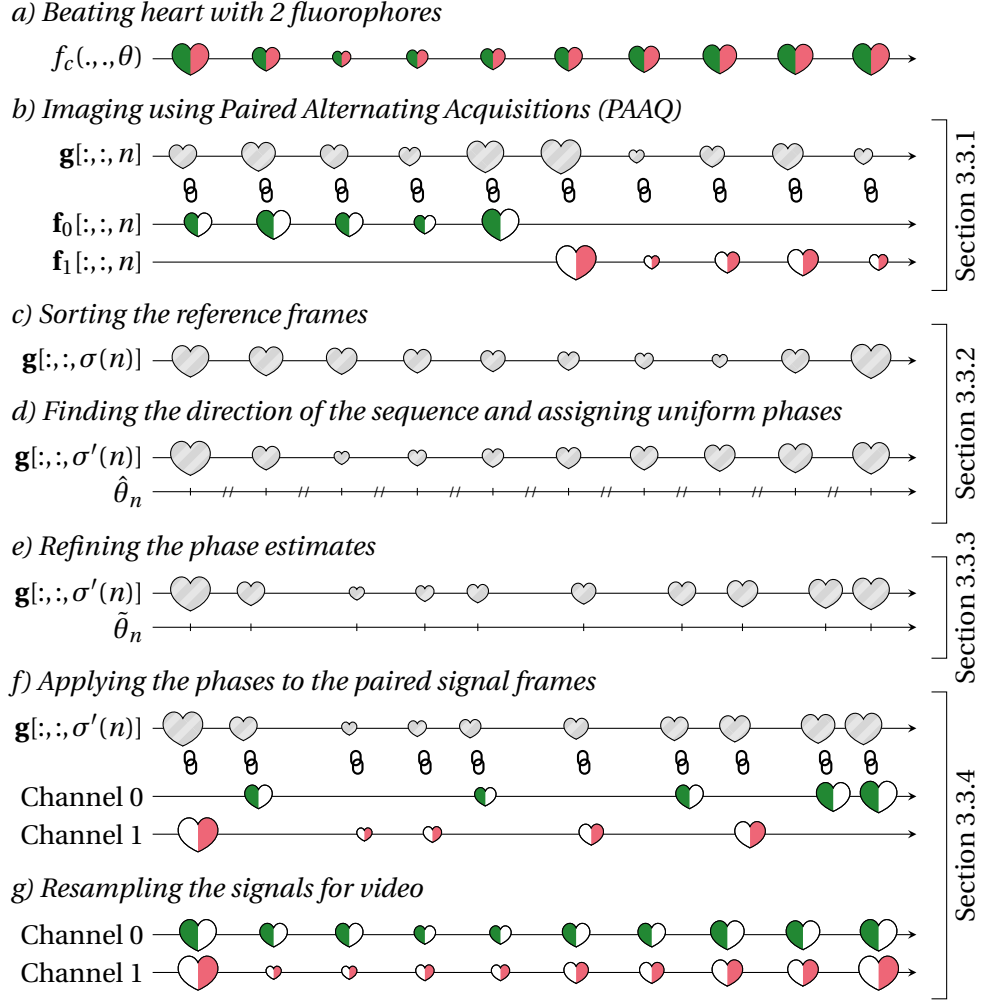 a) Beating heart with 2 fluorophores
f_c(.,.,θ)
b) Imaging using Paired Alternating Acquisitions (PAAQ)
g[:,:,n]
f_0[:,:,n]
f_1[:,:,n]
Section 3.3.1
c) Sorting the reference frames
g[:,:,σ(n)]
d) Finding the direction of the sequence and assigning uniform phases
g[:,:,σ′(n)]
θ̂_n
Section 3.3.2
e) Refining the phase estimates
g[:,:,σ′(n)]
θ̃_n
Section 3.3.3
f) Applying the phases to the paired signal frames
g[:,:,σ′(n)]
Channel 0
Channel 1
g) Resampling the signals for video
Channel 0
Channel 1
Section 3.3.4